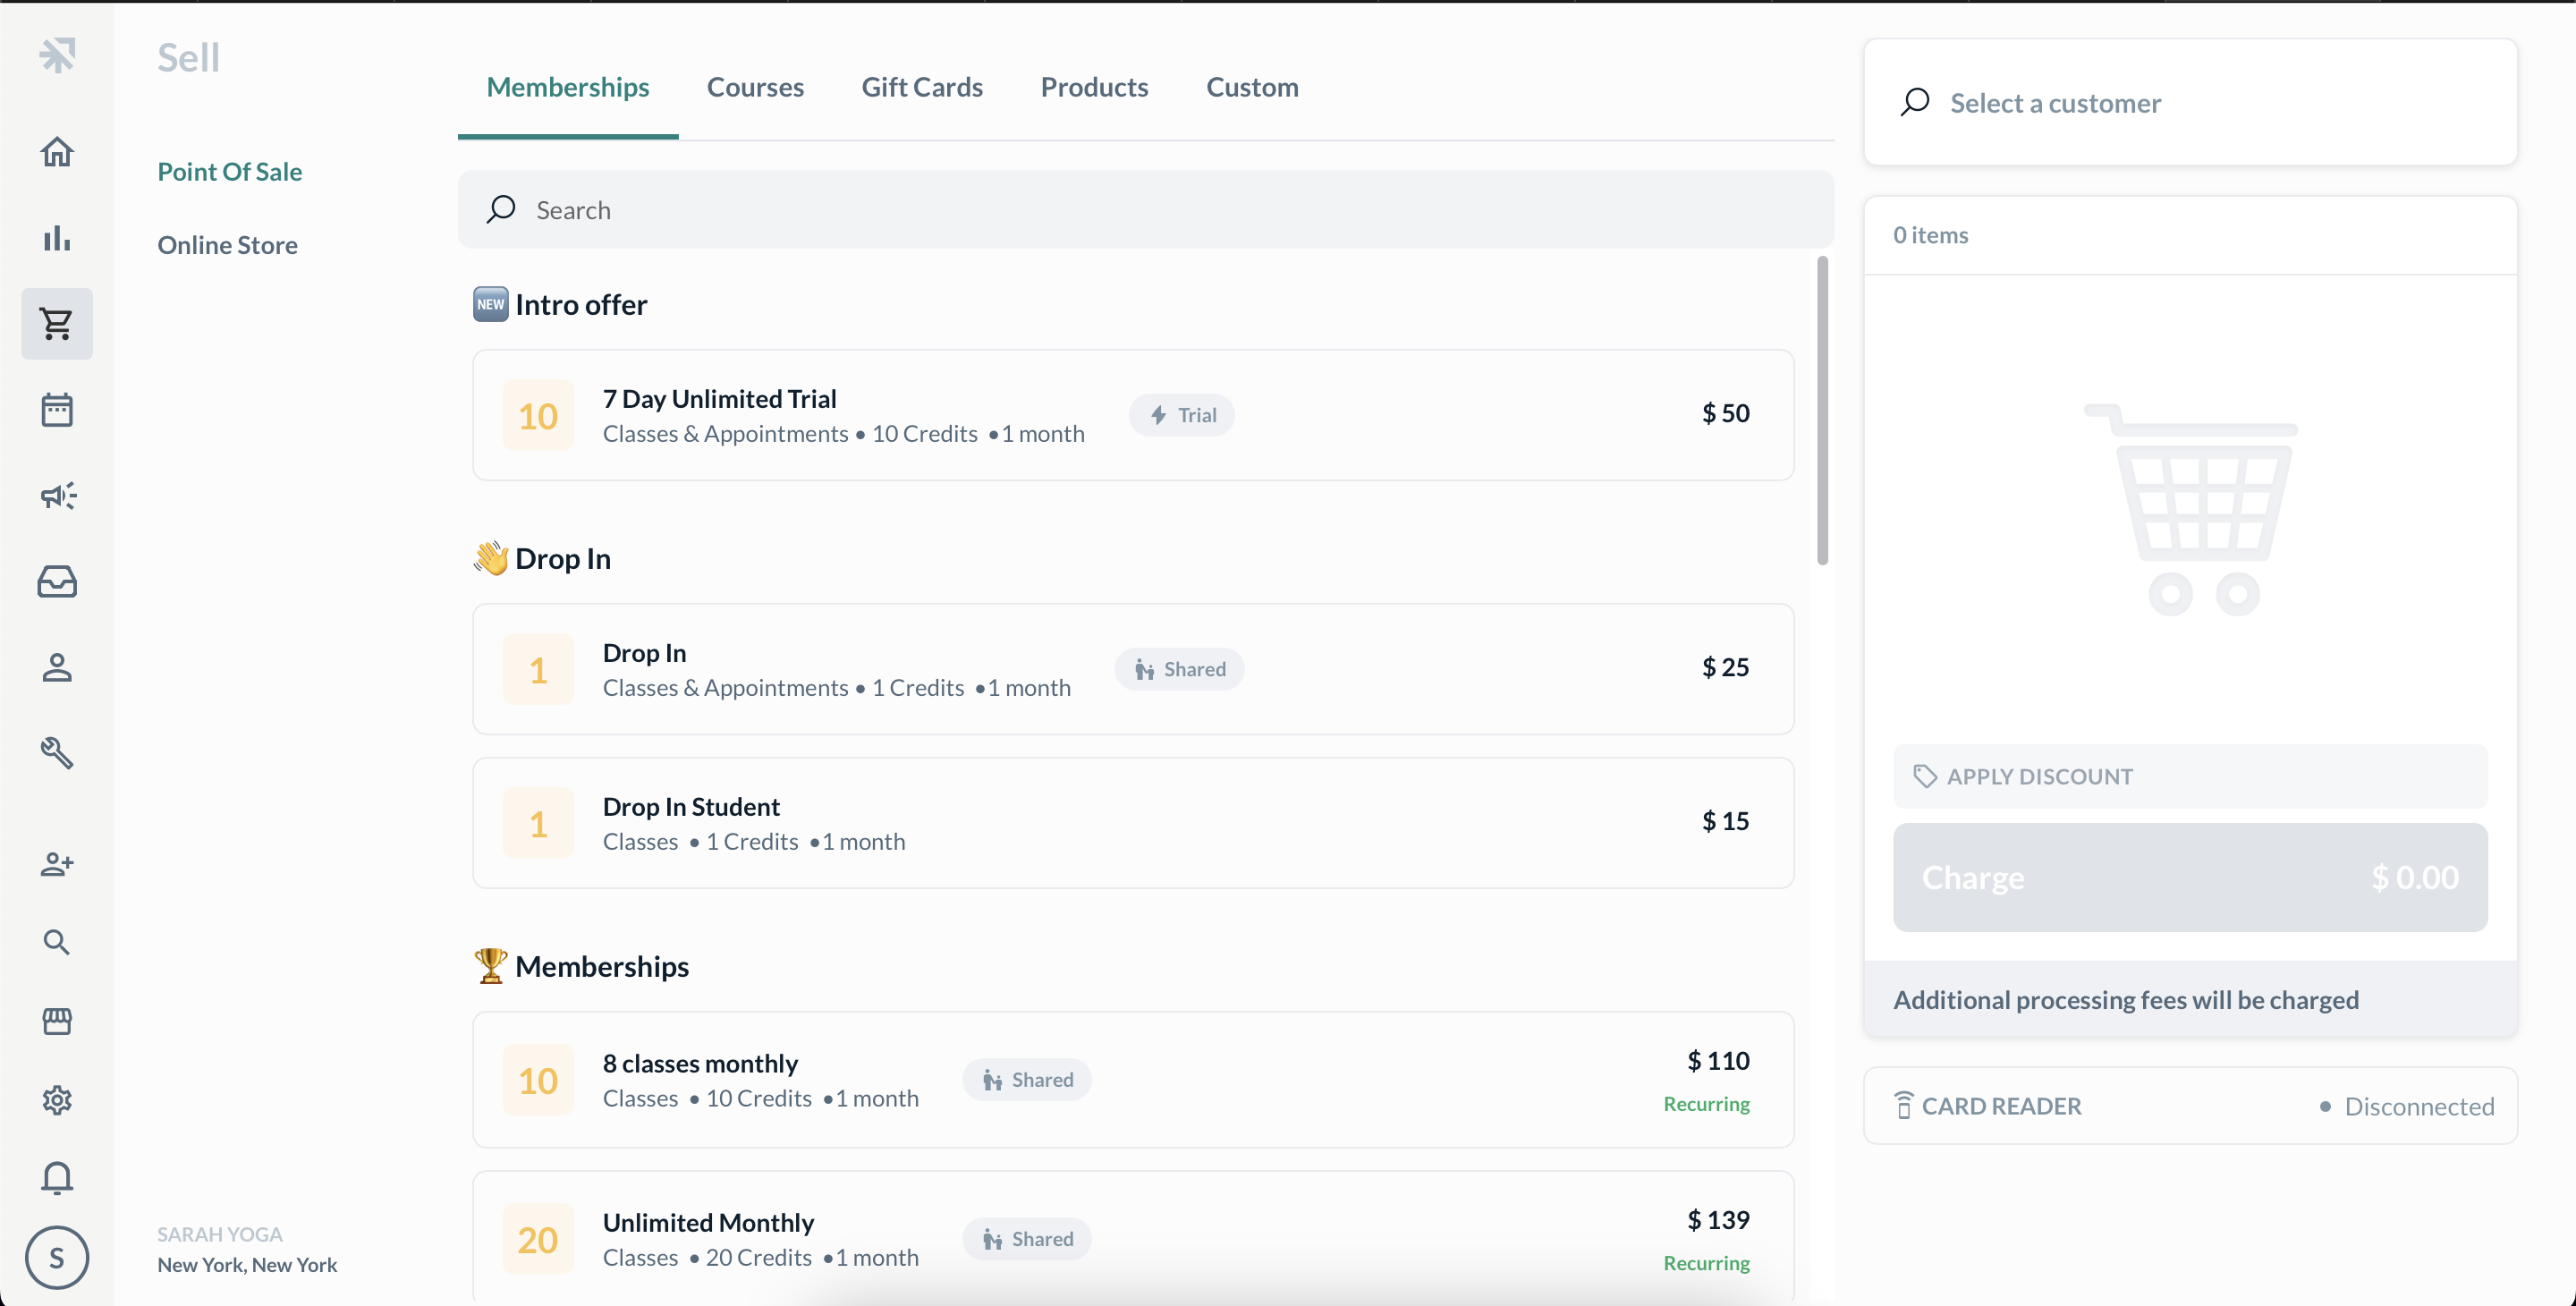 Sell
Point Of Sale
Online Store
SARAH YOGA
New York, New York
S
Memberships
Courses
Gift Cards
Products
Custom
Search
NEW Intro offer
10
7 Day Unlimited Trial
Classes & Appointments • 10 Credits •1 month
Trial
$ 50
Drop In
1
Drop In
Classes & Appointments • 1 Credits •1 month
Shared
$ 25
1
Drop In Student
Classes • 1 Credits •1 month
$ 15
Memberships
10
8 classes monthly
Classes • 10 Credits •1 month
Shared
$ 110
Recurring
20
Unlimited Monthly
Classes • 20 Credits •1 month
Shared
$ 139
Recurring
Select a customer
0 items
APPLY DISCOUNT
Charge $ 0.00
Additional processing fees will be charged
CARD READER • Disconnected